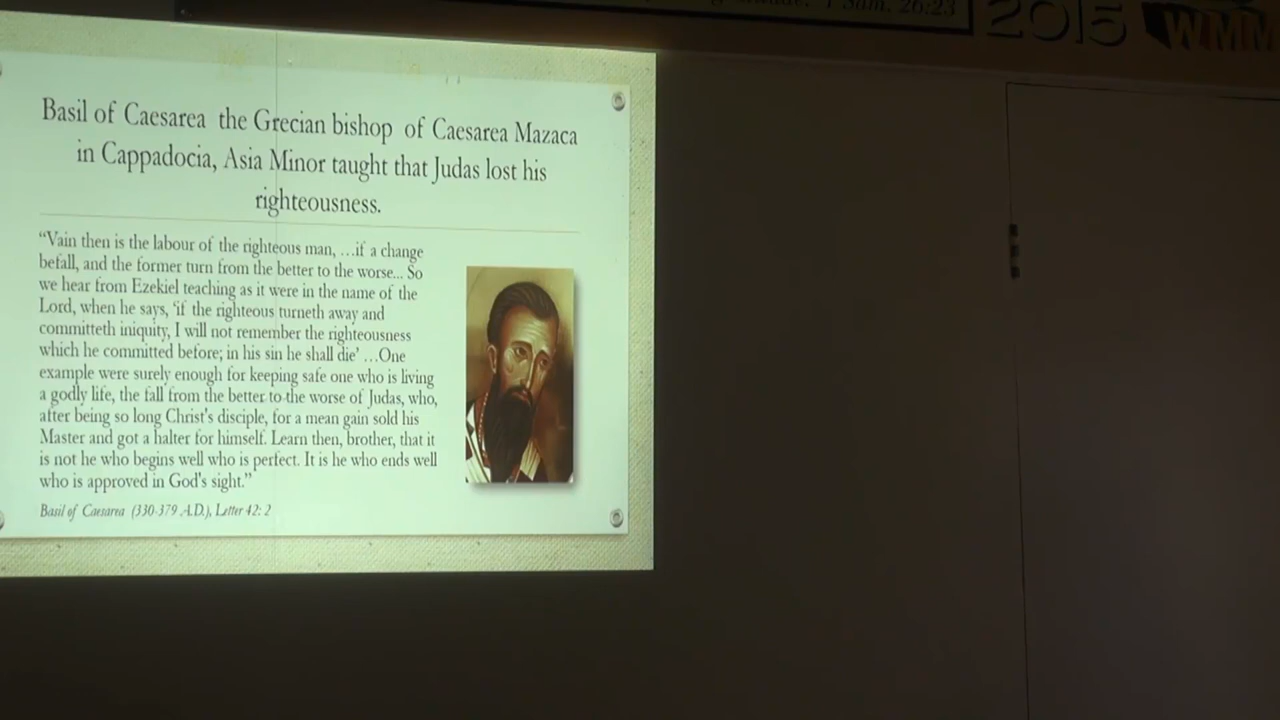 1 Sam. 26:23
2015
WMM
Basil of Caesarea the Grecian bishop of Caesarea Mazaca
in Cappadocia, Asia Minor taught that Judas lost his
righteousness.
“Vain then is the labour of the righteous man, …if a change
befall, and the former turn from the better to the worse... So
we hear from Ezekiel teaching as it were in the name of the
Lord, when he says, ‘if the righteous turneth away and
committeth iniquity, I will not remember the righteousness
which he committed before; in his sin he shall die’ …One
example were surely enough for keeping safe one who is living
a godly life, the fall from the better to the worse of Judas, who,
after being so long Christ's disciple, for a mean gain sold his
Master and got a halter for himself. Learn then, brother, that it
is not he who begins well who is perfect. It is he who ends well
who is approved in God's sight.”
Basil of Caesarea (330-379 A.D.), Letter 42: 2